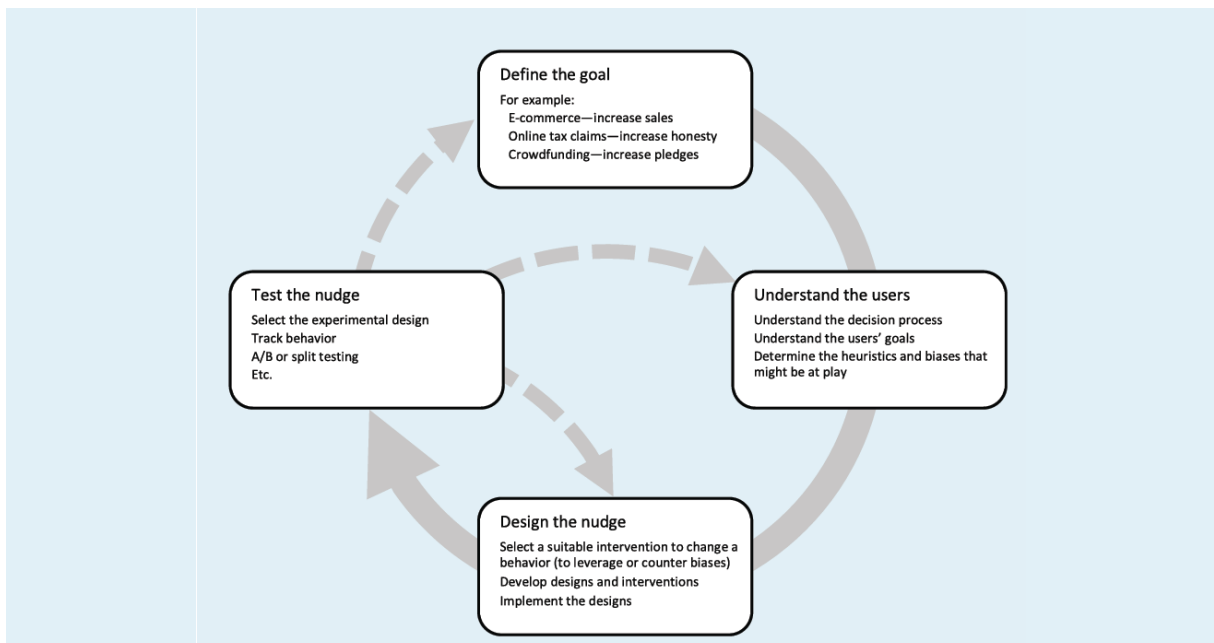 Define the goal
For example:
E-commerce—increase sales
Online tax claims—increase honesty
Crowdfunding—increase pledges
Test the nudge
Select the experimental design
Track behavior
A/B or split testing
Etc.
Understand the users
Understand the decision process
Understand the users’ goals
Determine the heuristics and biases that
might be at play
Design the nudge
Select a suitable intervention to change a
behavior (to leverage or counter biases)
Develop designs and interventions
Implement the designs